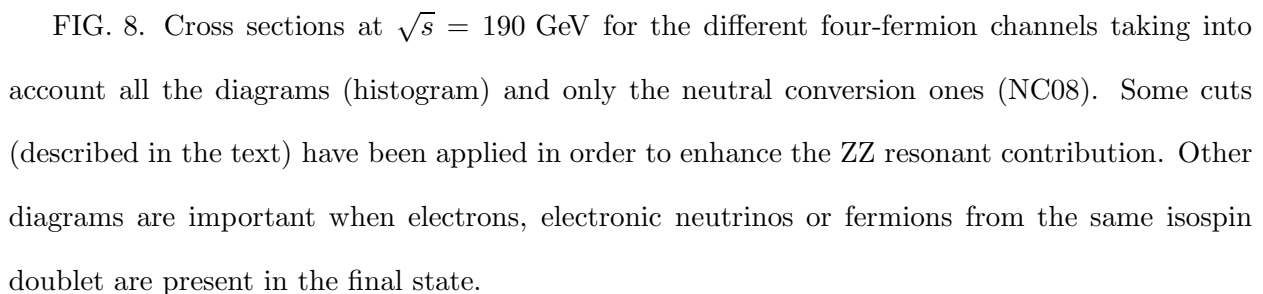 FIG. 8. Cross sections at √s = 190 GeV for the different four-fermion channels taking into
account all the diagrams (histogram) and only the neutral conversion ones (NC08). Some cuts
(described in the text) have been applied in order to enhance the ZZ resonant contribution. Other
diagrams are important when electrons, electronic neutrinos or fermions from the same isospin
doublet are present in the final state.